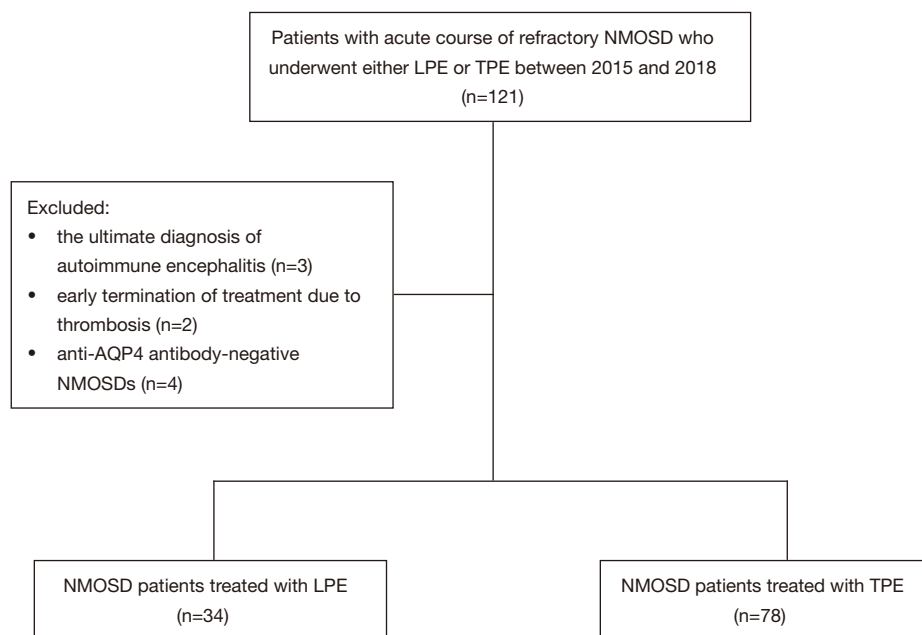 Patients with acute course of refractory NMOSD who
underwent either LPE or TPE between 2015 and 2018
(n=121)
Excluded:
• the ultimate diagnosis of
autoimmune encephalitis (n=3)
• early termination of treatment due to
thrombosis (n=2)
• anti-AQP4 antibody-negative
NMOSDs (n=4)
NMOSD patients treated with LPE
(n=34)
NMOSD patients treated with TPE
(n=78)